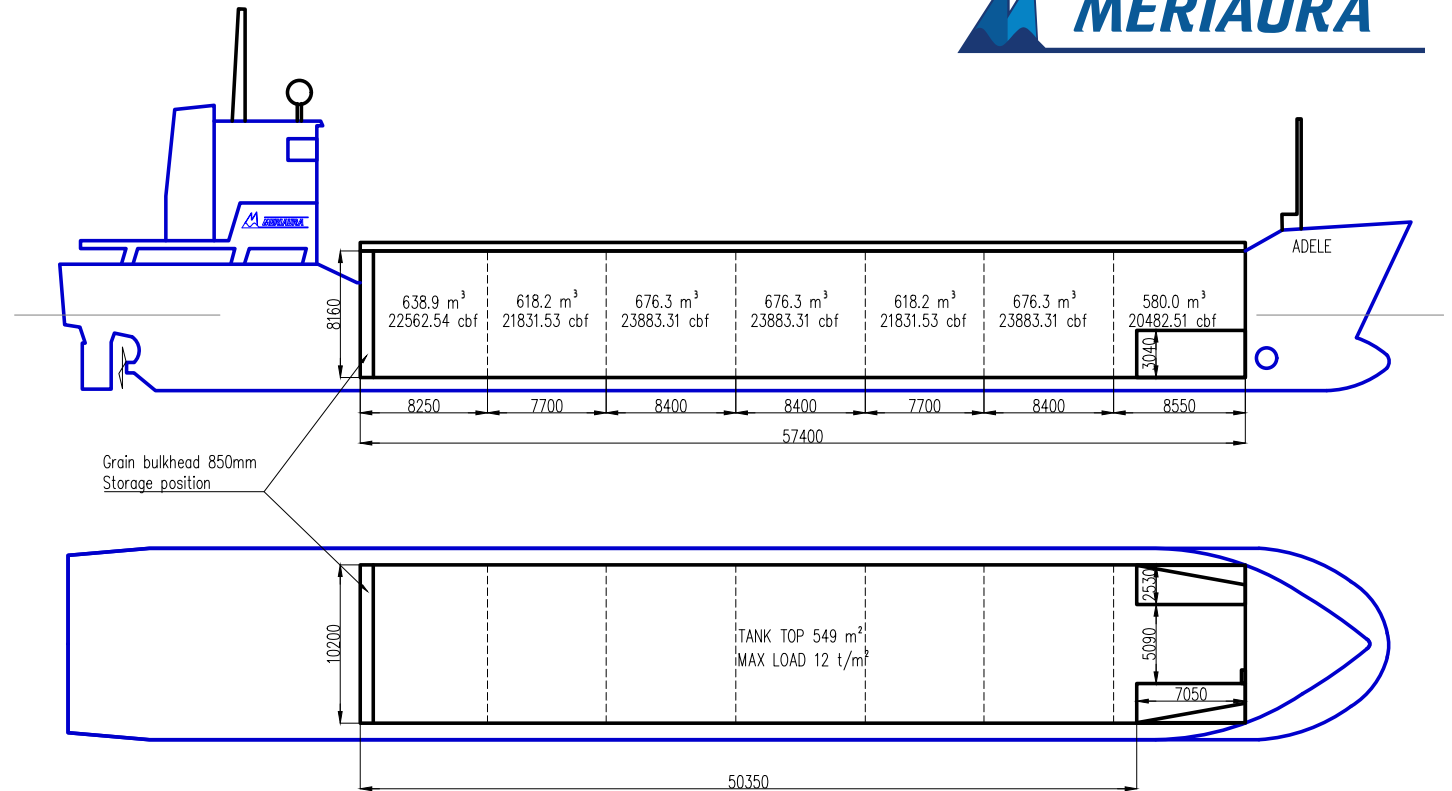 MERIAURA
MERIAURA
ADELE
638.9 m³
22562.54 cbf
618.2 m³
21831.53 cbf
676.3 m³
23883.31 cbf
676.3 m³
23883.31 cbf
618.2 m³
21831.53 cbf
676.3 m³
23883.31 cbf
580.0 m³
20482.51 cbf
8160
3040
8250
7700
8400
8400
7700
8400
8550
57400
Grain bulkhead 850mm
Storage position
10200
TANK TOP 549 m²
MAX LOAD 12 t/m²
2530
5090
7050
50350